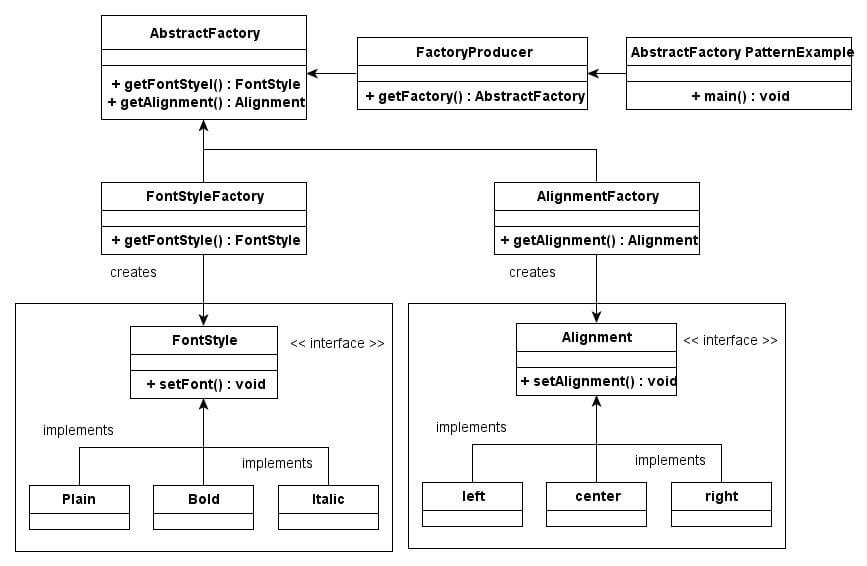 AbstractFactory
+ getFontStyel() : FontStyle
+ getAlignment() : Alignment
FactoryProducer
+ getFactory() : AbstractFactory
AbstractFactory PatternExample
+ main() : void
FontStyleFactory
+ getFontStyle() : FontStyle
AlignmentFactory
+ getAlignment() : Alignment
creates
creates
FontStyle
<< interface >>
+ setFont() : void
Alignment
<< interface >>
+ setAlignment() : void
implements
implements
Plain
Bold
Italic
implements
implements
left
center
right